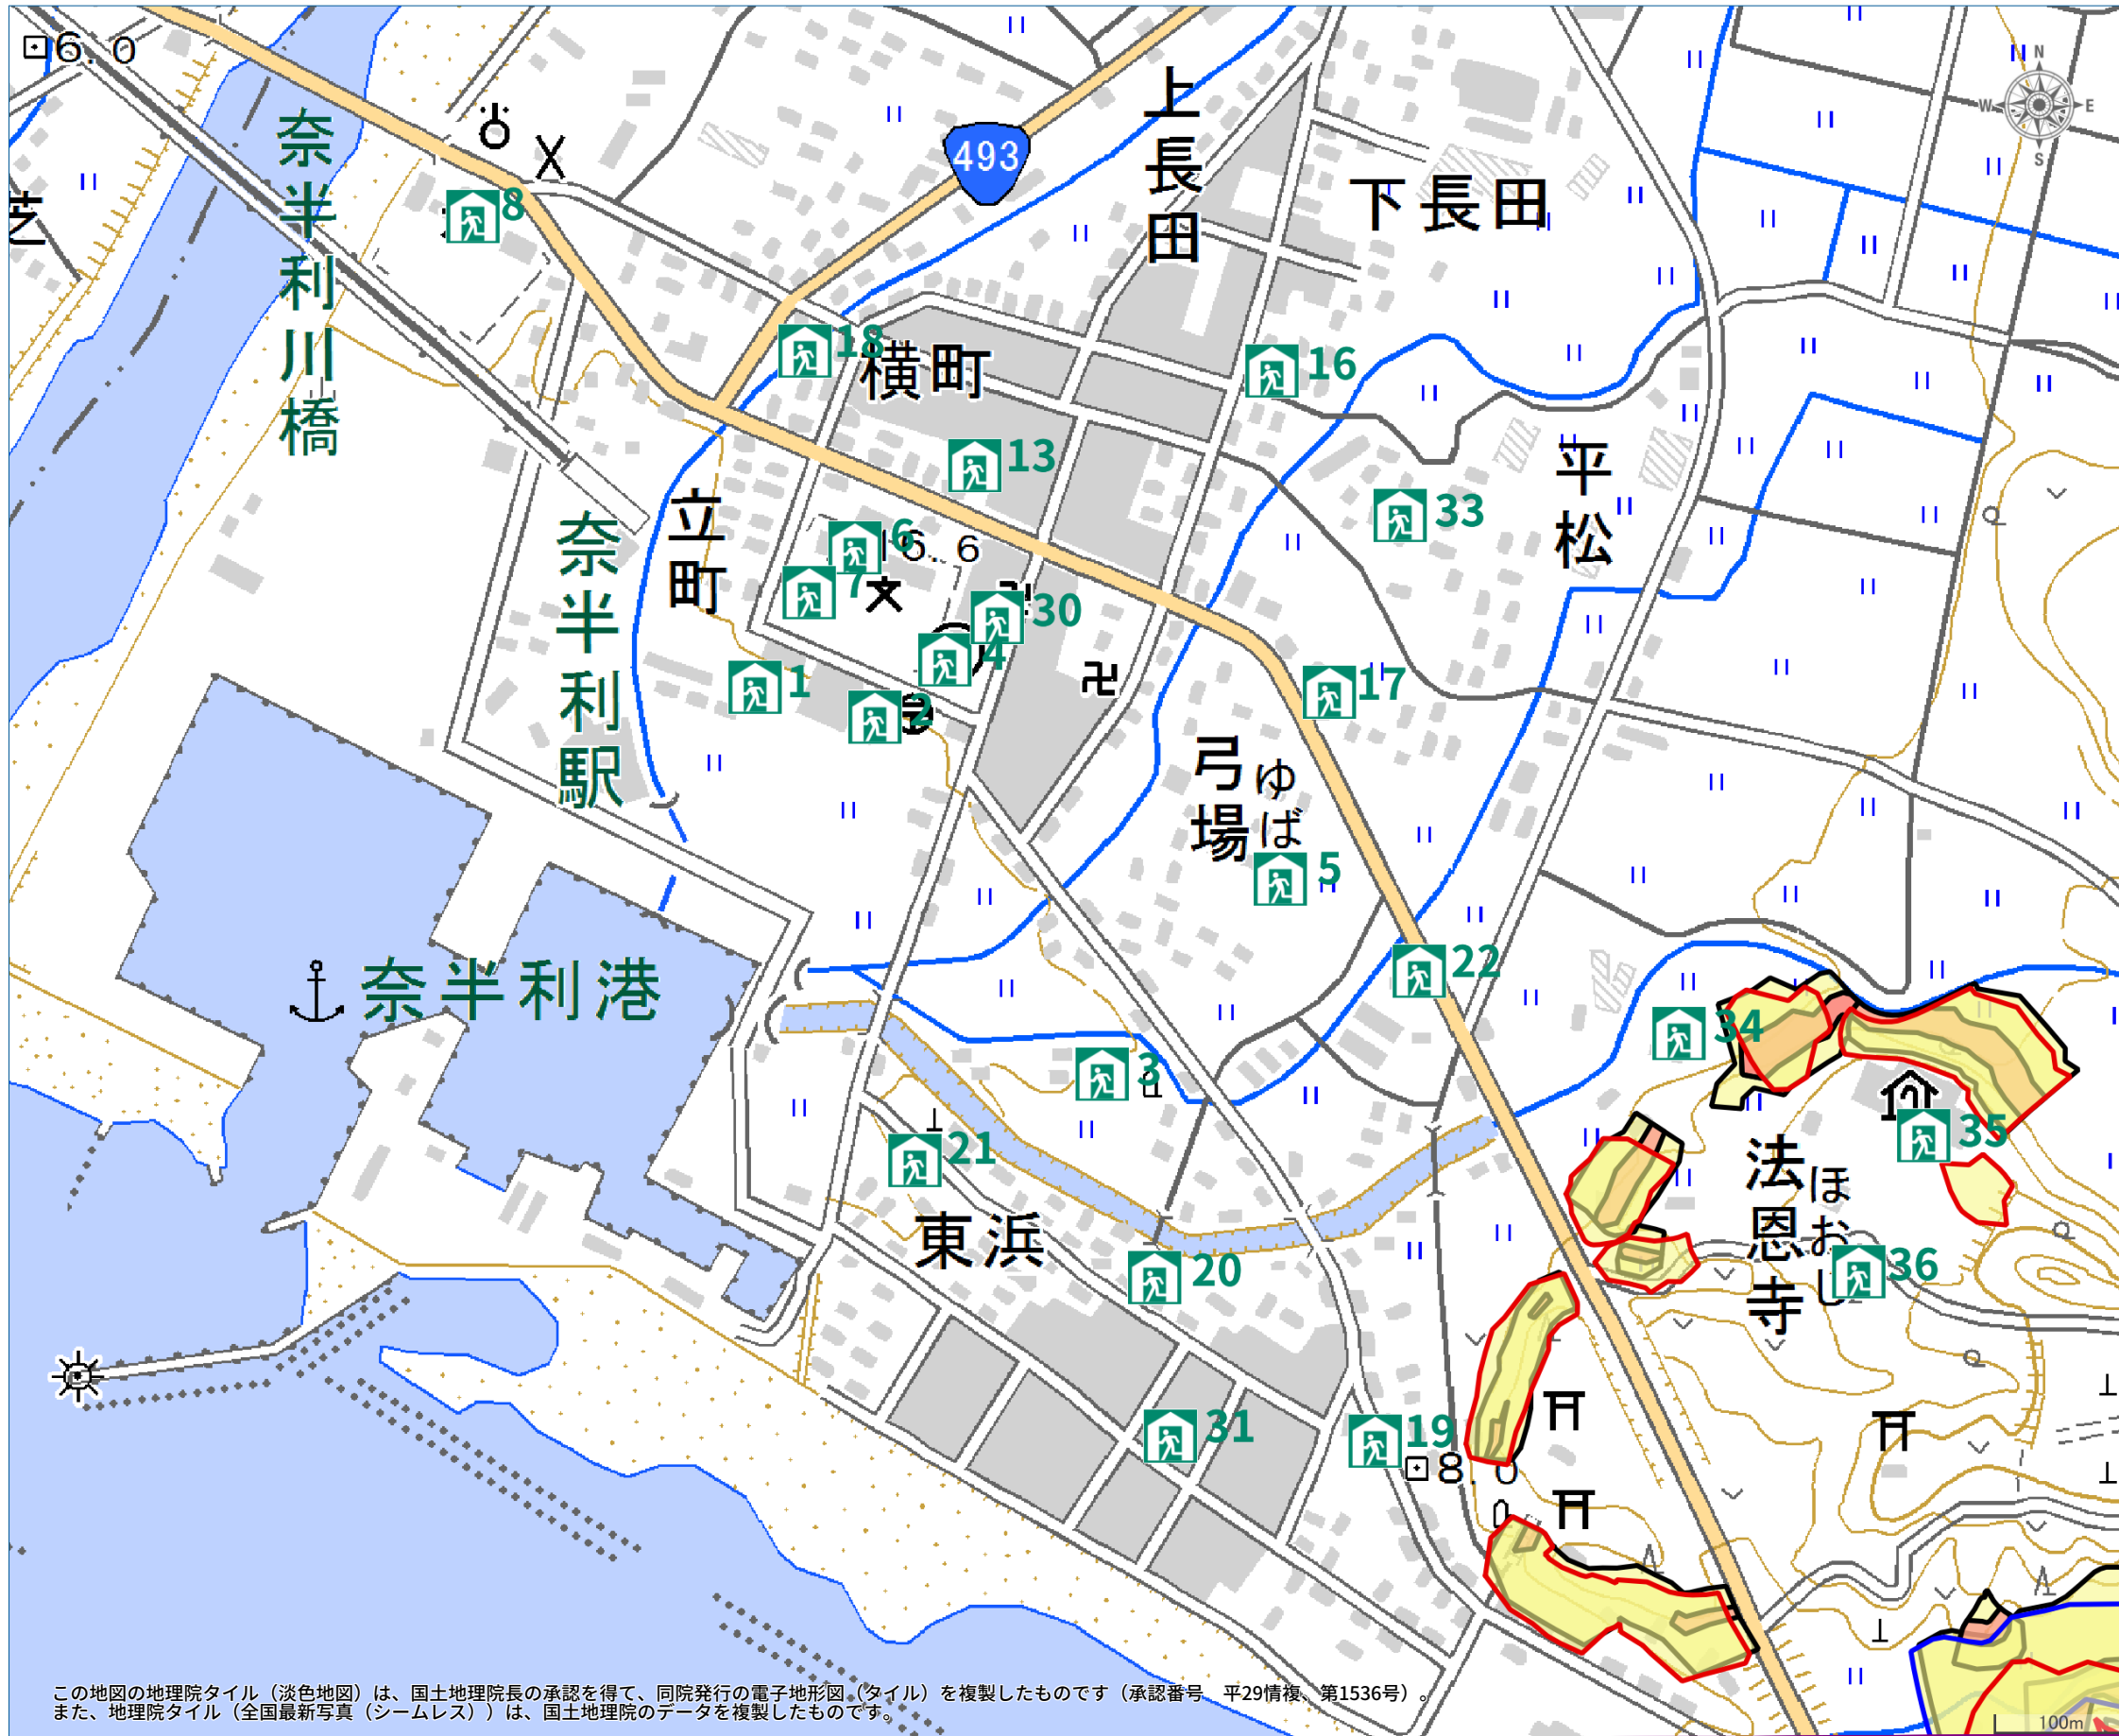 6.0
N
W
E
S
奈半利川橋
芝
8
493
上長田
下長田
18
横町
16
13
平松
33
立町
6
16.6
7
30
4
奈半利駅
1
2
17
弓場
ゆば
5
22
奈半利港
34
3
21
35
法恩寺
ほおじ
東浜
20
36
31
19
8.0
この地図の地理院タイル（淡色地図）は、国土地理院長の承認を得て、同院発行の電子地形図（タイル）を複製したものです（承認番号　平29情複、第1536号）。
また、地理院タイル（全国最新写真（シームレス））は、国土地理院のデータを複製したものです。
100m